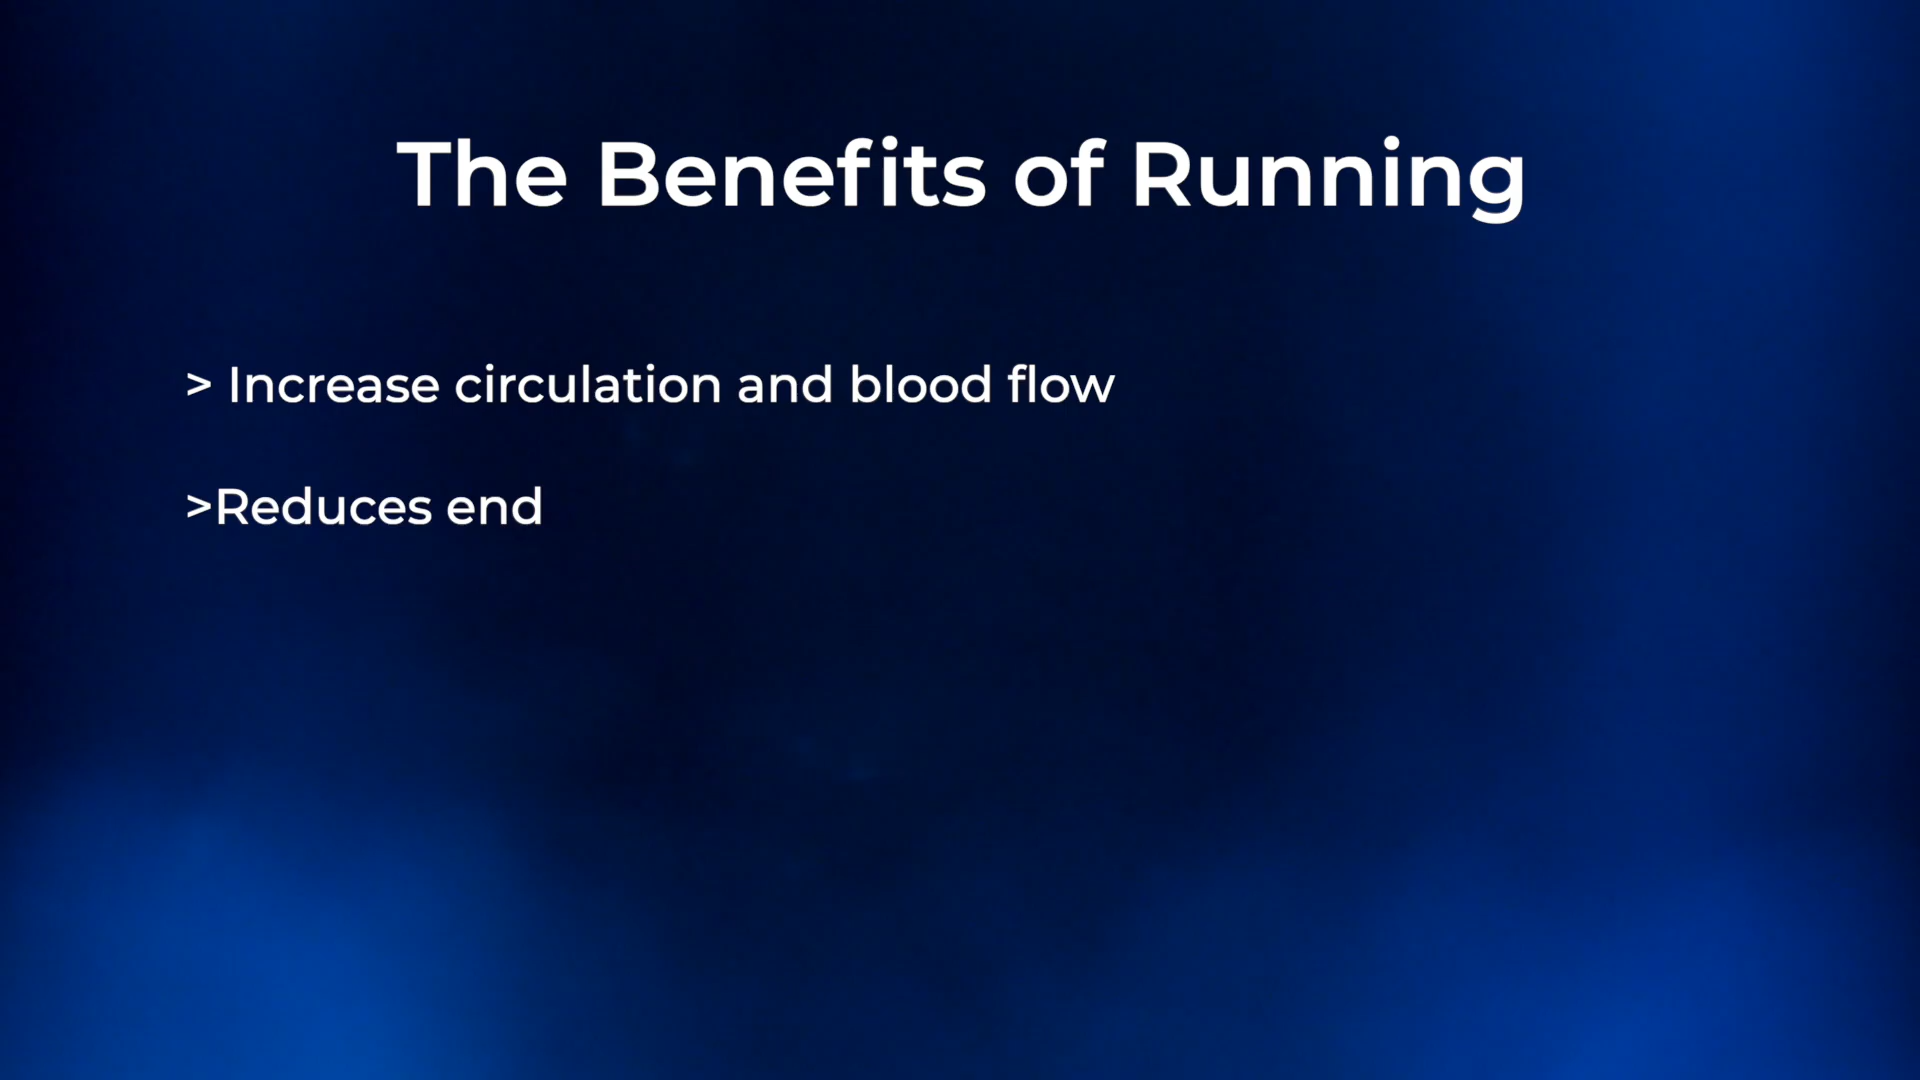 The Benefits of Running
> Increase circulation and blood flow
>Reduces end